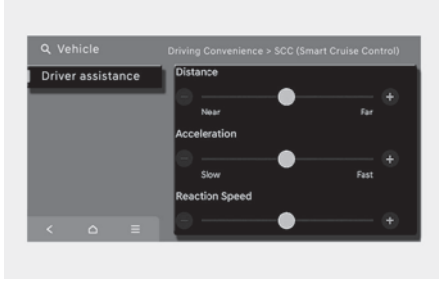 Vehicle
Driving Convenience > SCC (Smart Cruise Control)
Driver assistance
Distance
Near Far
Acceleration
Slow Fast
Reaction Speed